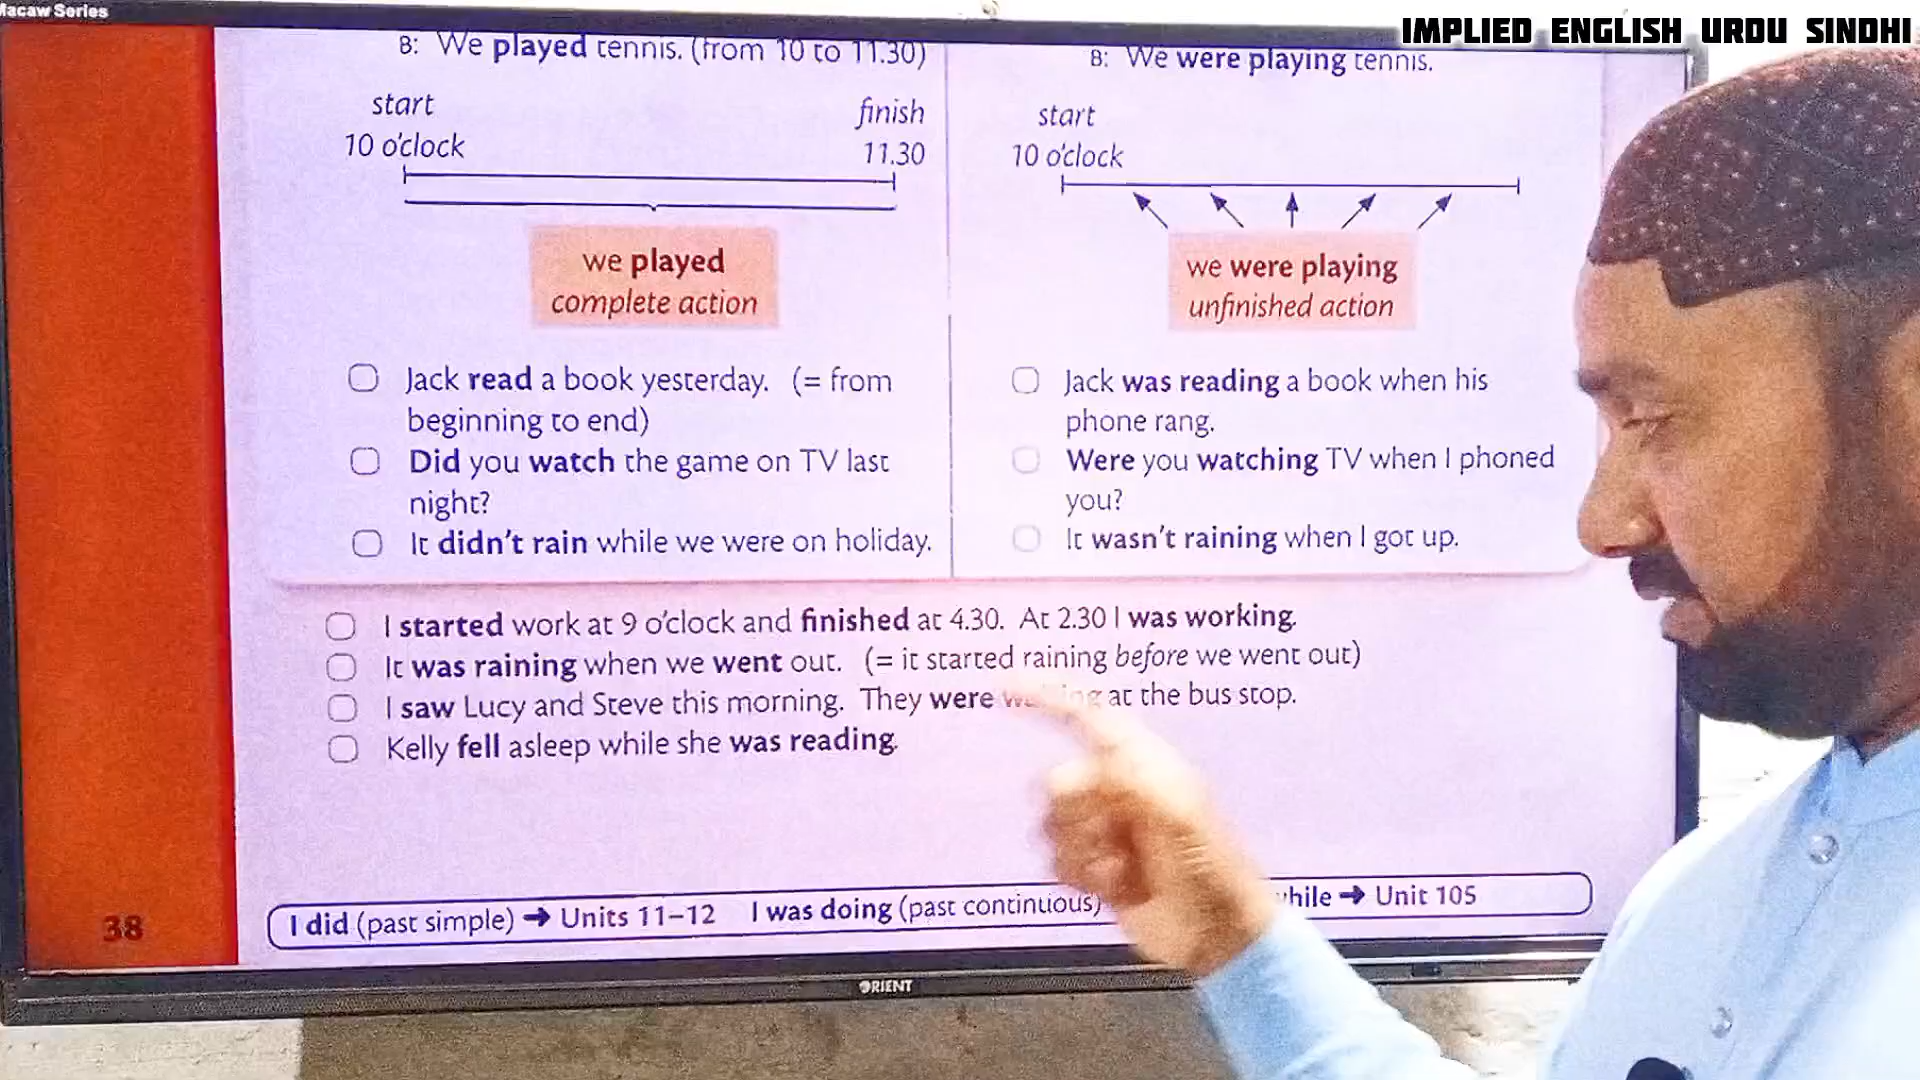 Macaw Series
IMPLIED ENGLISH URDU SINDHI
B: We played tennis. (from 10 to 11.30)
start
finish
10 o'clock
11.30
we played
complete action
Jack read a book yesterday. (= from
beginning to end)
Did you watch the game on TV last
night?
It didn't rain while we were on holiday.
B: We were playing tennis.
start
10 o'clock
we were playing
unfinished action
Jack was reading a book when his
phone rang.
Were you watching TV when I phoned
you?
It wasn't raining when I got up.
I started work at 9 o'clock and finished at 4.30. At 2.30 I was working.
It was raining when we went out. (= it started raining before we went out)
I saw Lucy and Steve this morning. They were at the bus stop.
Kelly fell asleep while she was reading.
I did (past simple) → Units 11–12 I was doing (past continuous) while → Unit 105
38
ORIENT